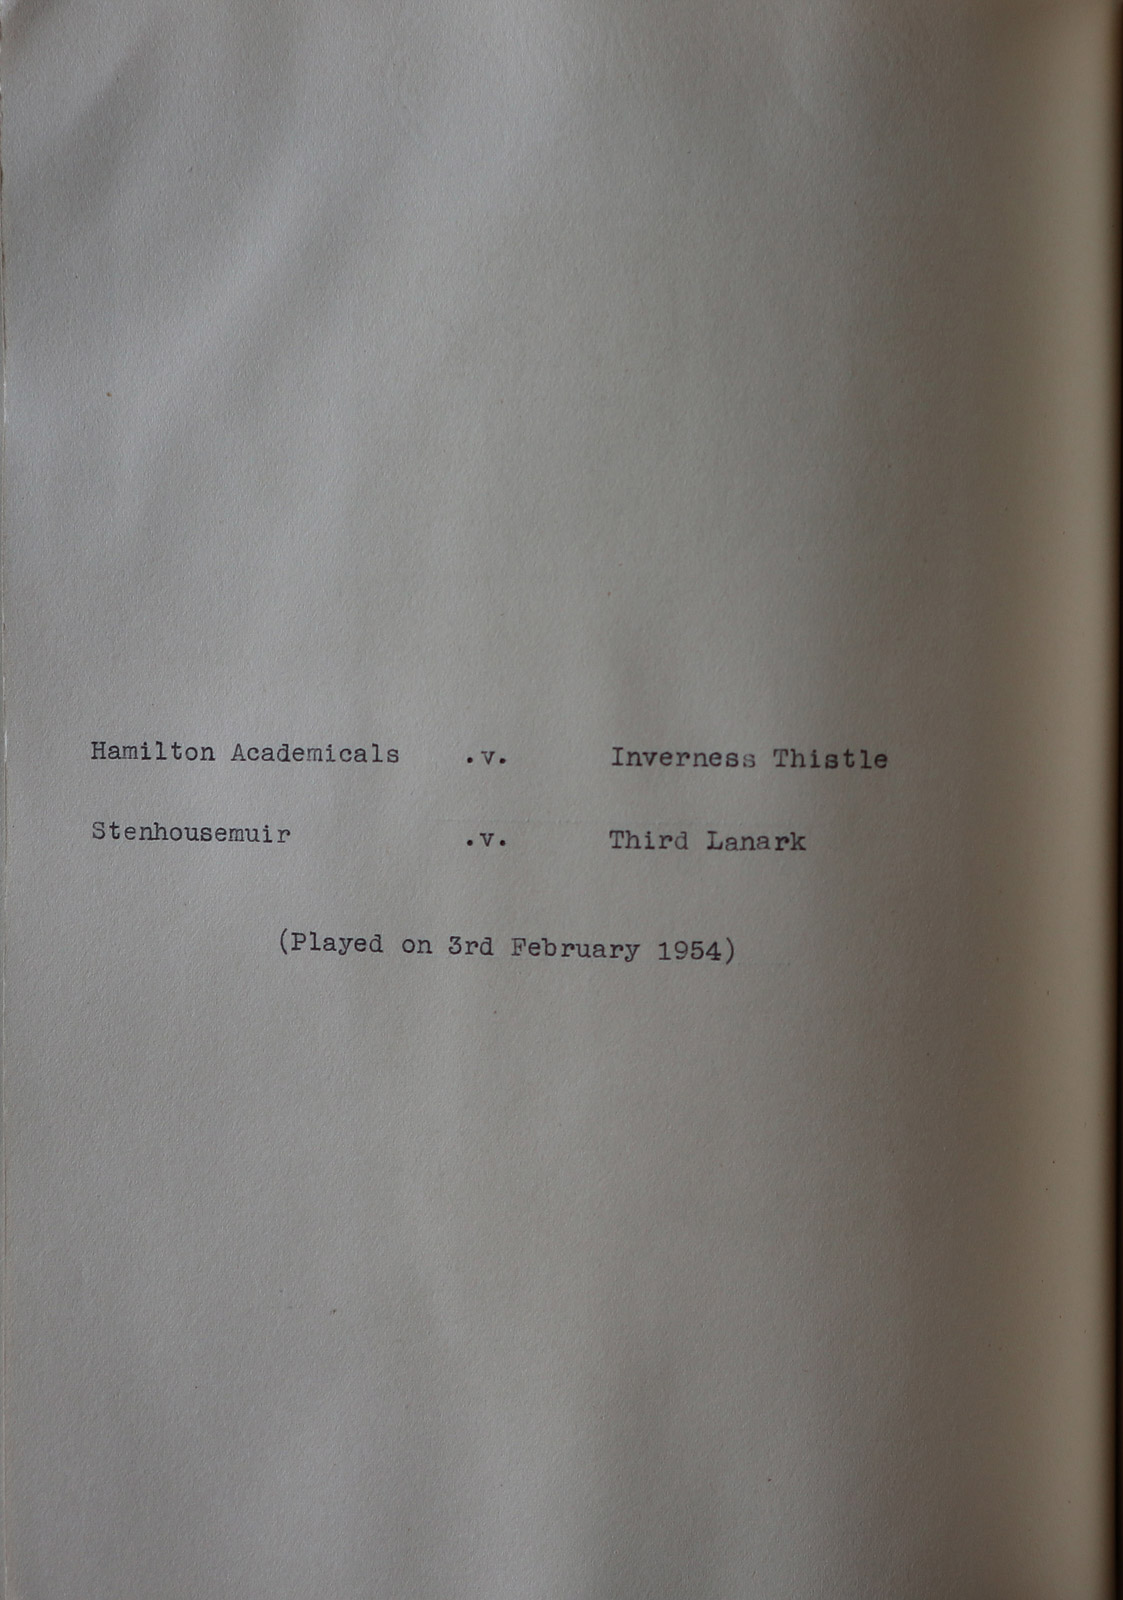 Hamilton Academicals .v. Inverness Thistle
Stenhousemuir .v. Third Lanark
(Played on 3rd February 1954)